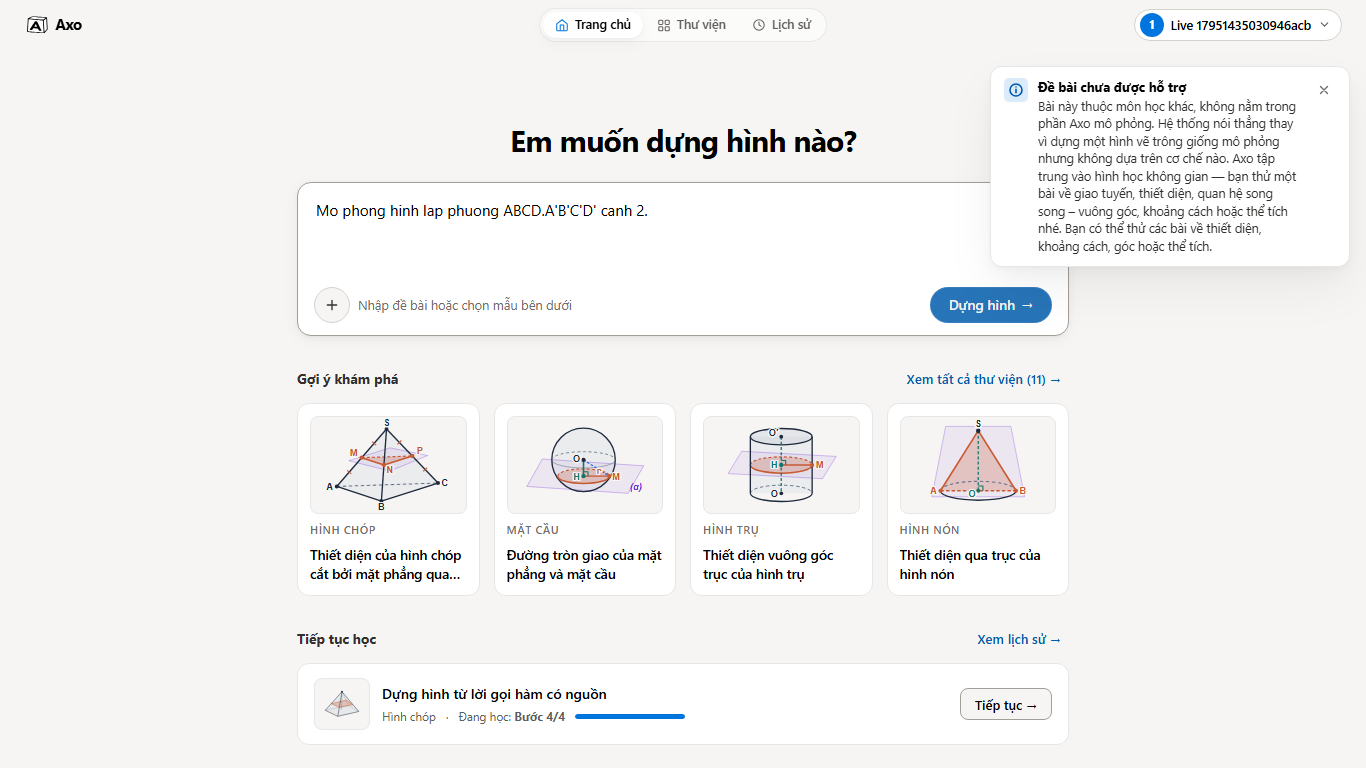 Axo
Trang chủ
Thư viện
Lịch sử
1
Live 17951435030946acb
Đề bài chưa được hỗ trợ
Bài này thuộc môn học khác, không nằm trong
phần Axo mô phỏng. Hệ thống nói thẳng thay
vì dựng một hình vẽ trông giống mô phỏng
nhưng không dựa trên cơ chế nào. Axo tập
trung vào hình học không gian — bạn thử một
bài về giao tuyến, thiết diện, quan hệ song
song – vuông góc, khoảng cách hoặc thể tích
nhé. Bạn có thể thử các bài về thiết diện,
khoảng cách, góc hoặc thể tích.
Em muốn dựng hình nào?
Mo phong hinh lap phuong ABCD.A'B'C'D' canh 2.
Nhập đề bài hoặc chọn mẫu bên dưới
Dựng hình →
Gợi ý khám phá
Xem tất cả thư viện (11) →
S
M
P
N
A
C
B
O
r
H
M
(α)
O'
H
M
O
S
A
O
B
HÌNH CHÓP
Thiết diện của hình chóp
cắt bởi mặt phẳng qua...
MẶT CẦU
Đường tròn giao của mặt
phẳng và mặt cầu
HÌNH TRỤ
Thiết diện vuông góc
trục của hình trụ
HÌNH NÓN
Thiết diện qua trục của
hình nón
Tiếp tục học
Xem lịch sử →
Dựng hình từ lời gọi hàm có nguồn
Hình chóp · Đang học: Bước 4/4
Tiếp tục →